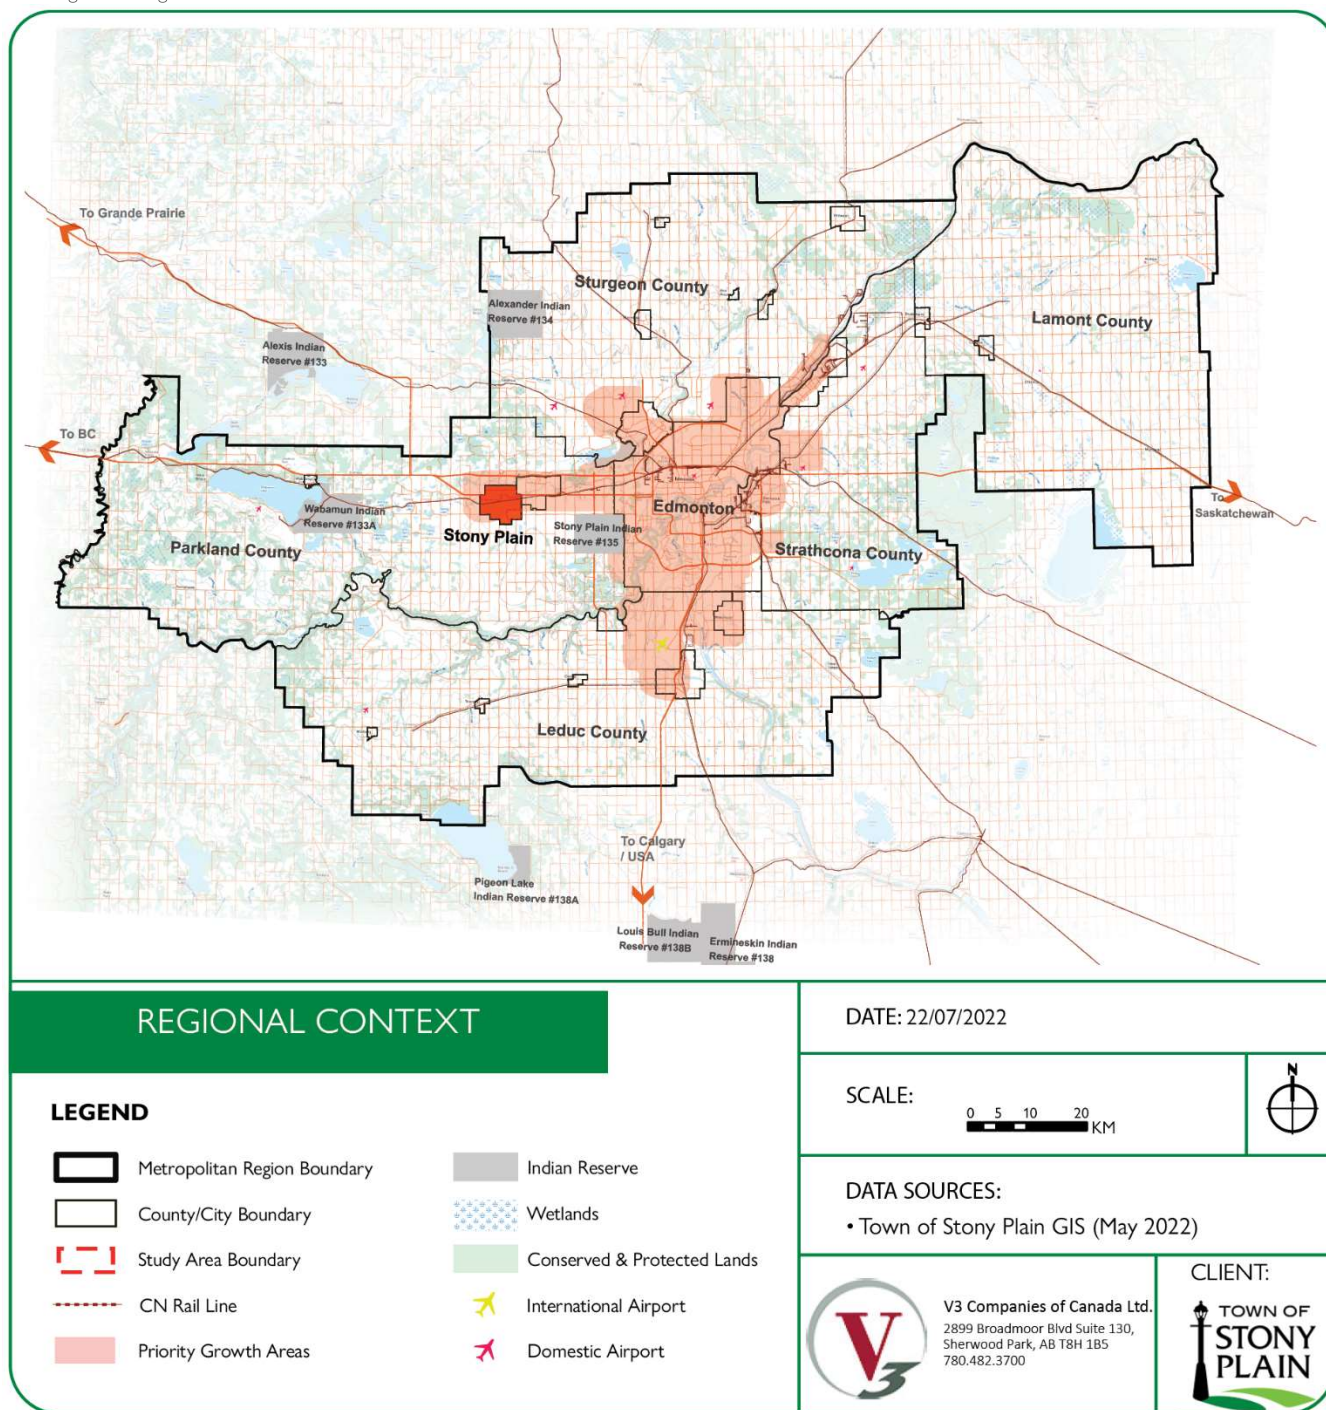 To Grande Prairie
Sturgeon County
Alexander Indian
Reserve #134
Lamont County
Alexis Indian
Reserve #133
To BC
Wabamun Indian
Reserve #133A
Edmonton
To
Saskatchewan
Stony Plain
Stony Plain Indian
Reserve #135
Parkland County
Strathcona County
Leduc County
To Calgary
/ USA
Pigeon Lake
Indian Reserve #138A
Louis Bull Indian
Reserve #138B
Ermineskin Indian
Reserve #138
REGIONAL CONTEXT
LEGEND
Metropolitan Region Boundary
County/City Boundary
Study Area Boundary
CN Rail Line
Priority Growth Areas
Indian Reserve
Wetlands
Conserved & Protected Lands
International Airport
Domestic Airport
DATE: 22/07/2022
SCALE:
0 5 10 20
KM
N
DATA SOURCES:
• Town of Stony Plain GIS (May 2022)
V3
V3 Companies of Canada Ltd.
2899 Broadmoor Blvd Suite 130,
Sherwood Park, AB T8H 1B5
780.482.3700
CLIENT:
TOWN OF
STONY
PLAIN